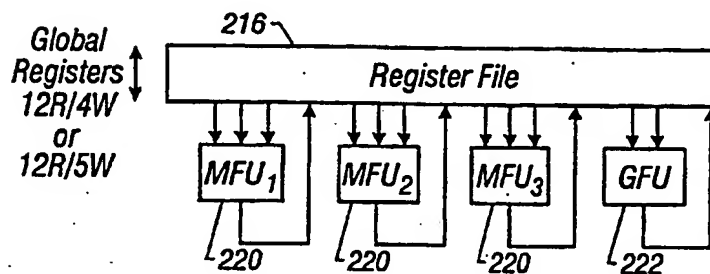 216
Global
Registers
12R/4W
or
12R/5W
Register File
MFU1
MFU2
MFU3
GFU
220
220
220
222